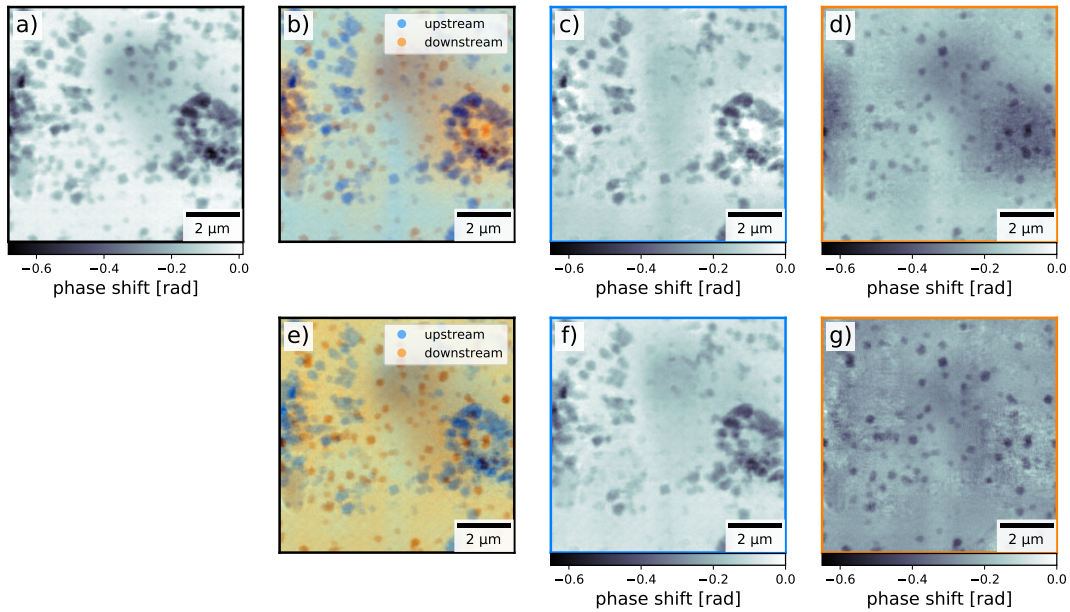 a)
2 μm
−0.6 −0.4 −0.2 0.0
phase shift [rad]
b)
upstream
downstream
2 μm
c)
2 μm
−0.6 −0.4 −0.2 0.0
phase shift [rad]
d)
2 μm
−0.6 −0.4 −0.2 0.0
phase shift [rad]
e)
upstream
downstream
2 μm
f)
2 μm
−0.6 −0.4 −0.2 0.0
phase shift [rad]
g)
2 μm
−0.6 −0.4 −0.2 0.0
phase shift [rad]